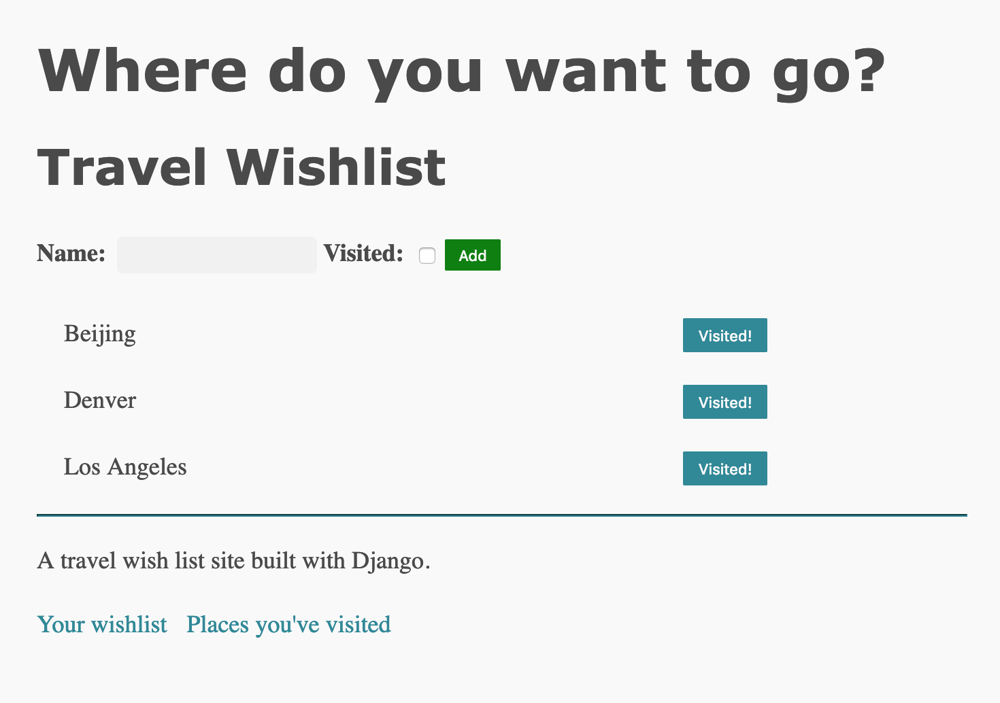 Where do you want to go?
Travel Wishlist
Name: Visited: Add
Beijing Visited!
Denver Visited!
Los Angeles Visited!
A travel wish list site built with Django.
Your wishlist Places you've visited